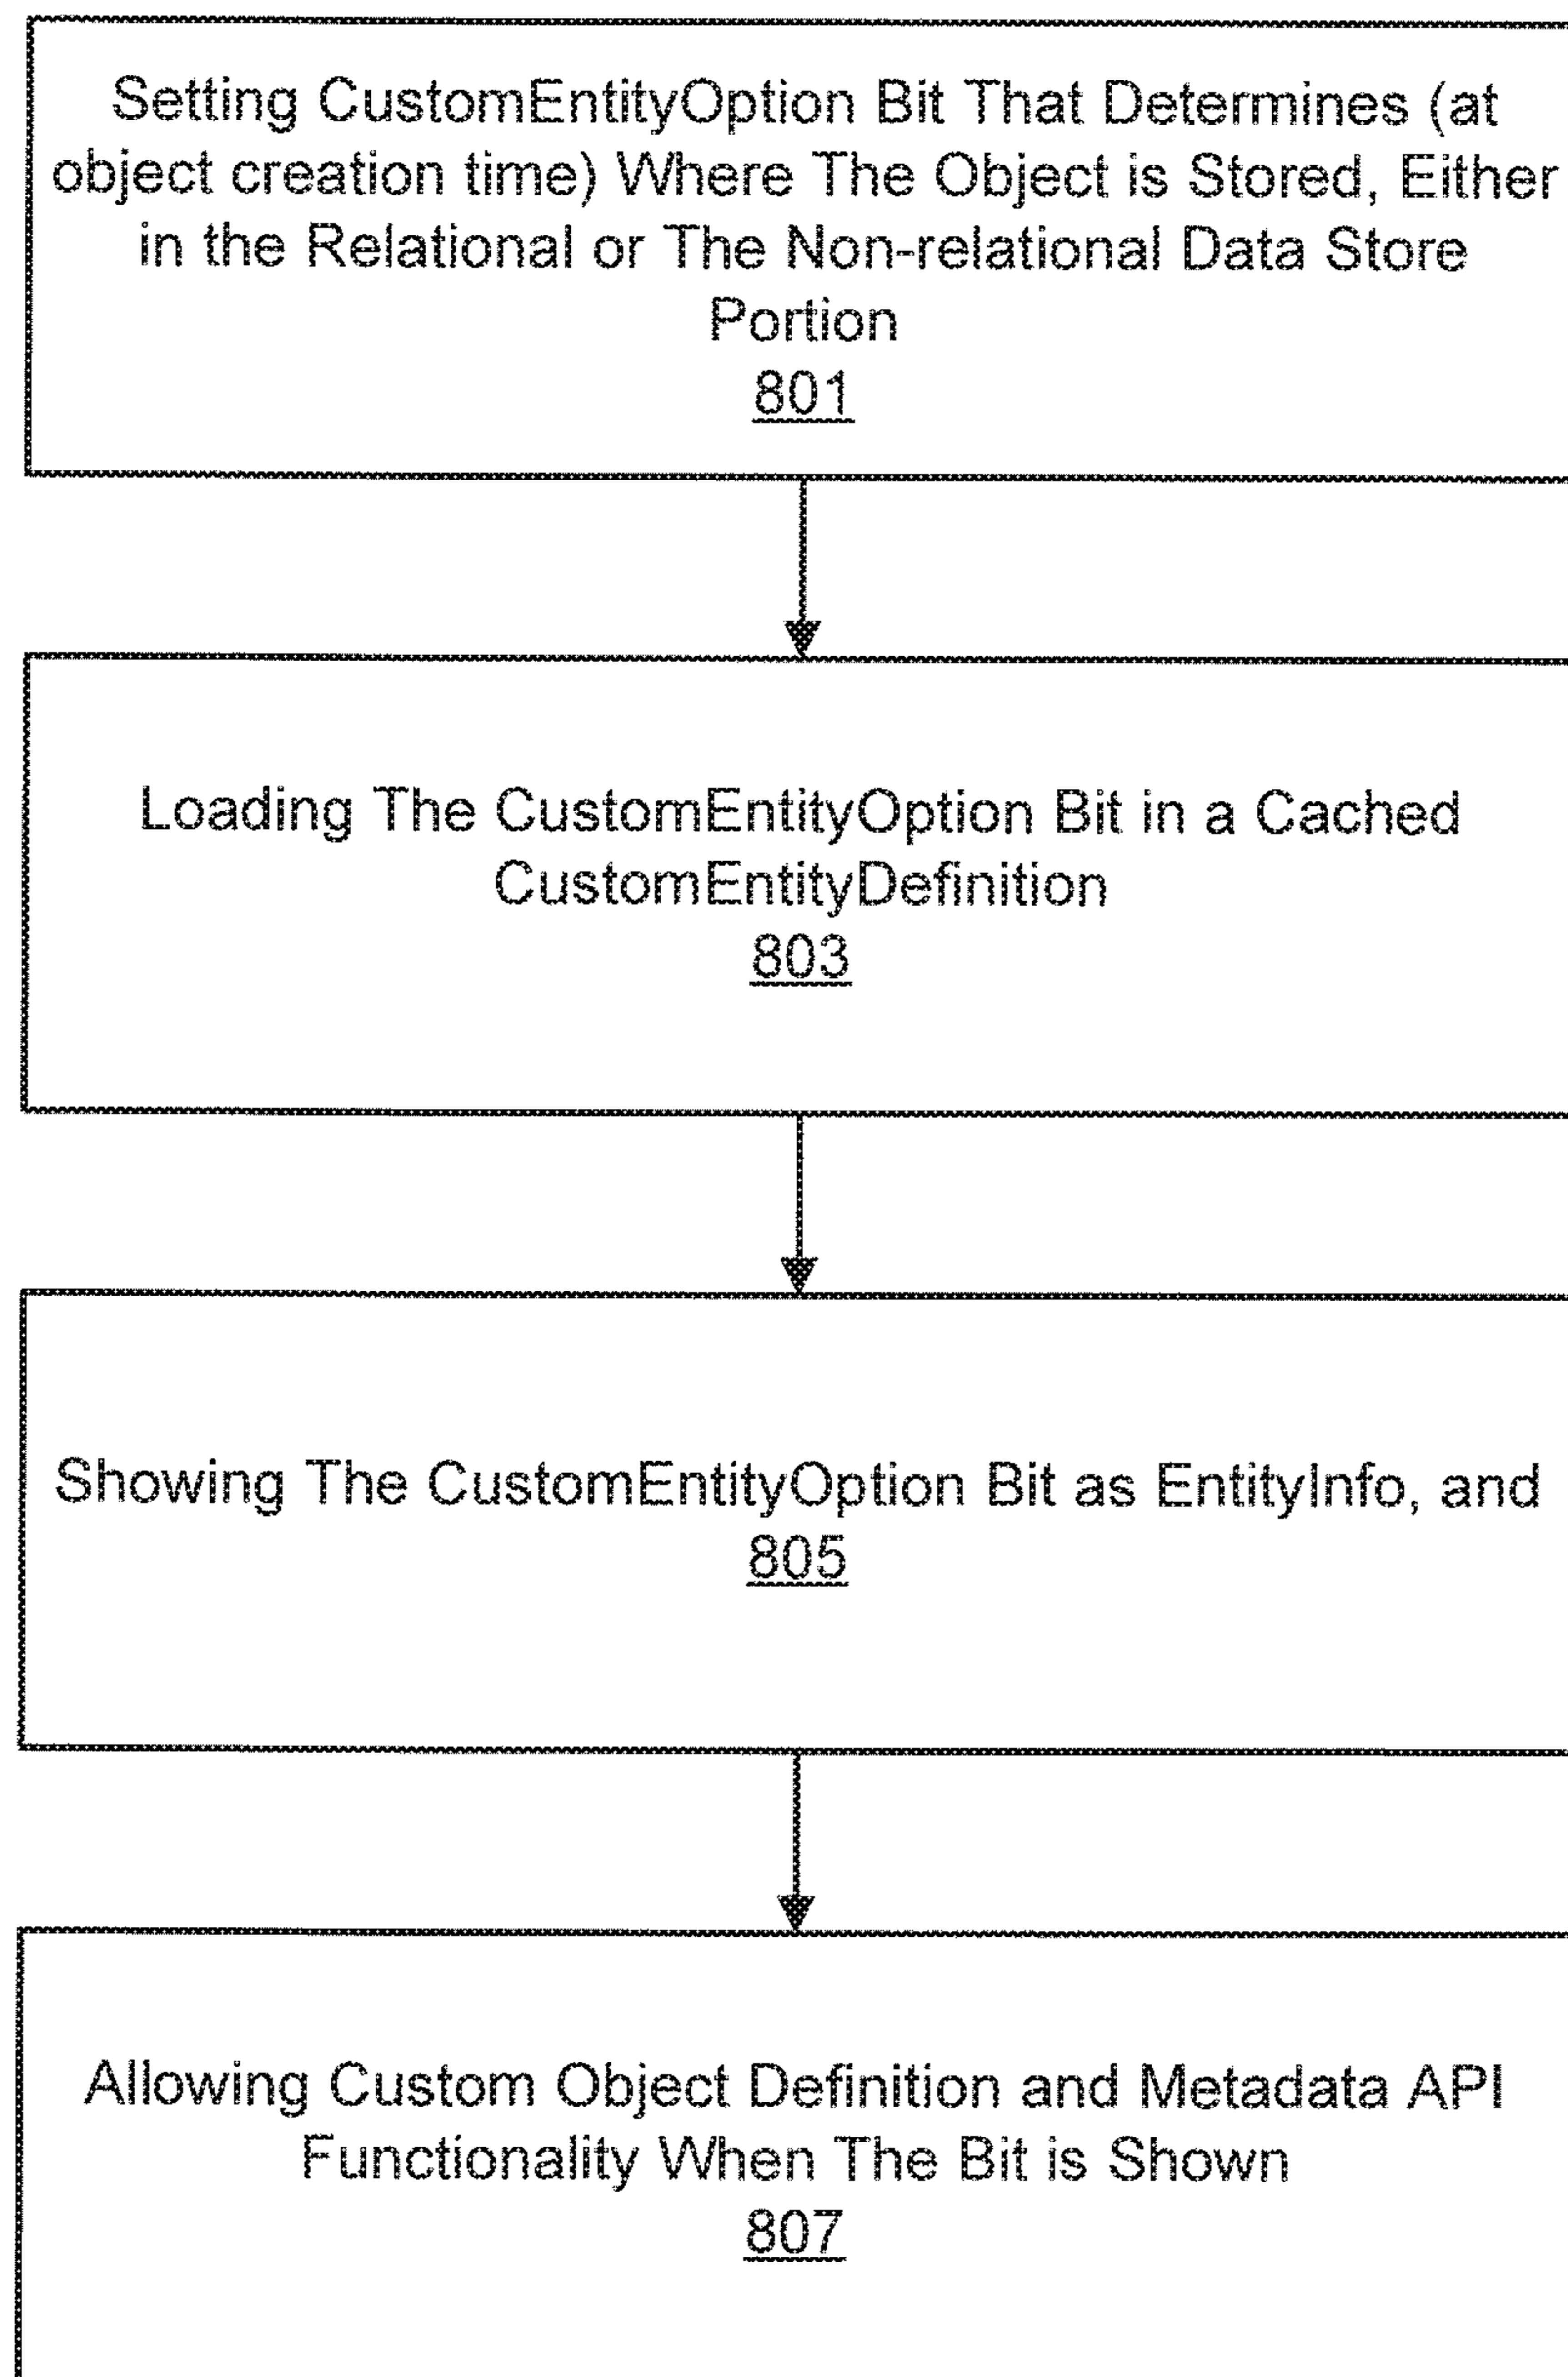 Setting CustomEntityOption Bit That Determines (at
object creation time) Where The Object is Stored, Either
in the Relational or The Non-relational Data Store
Portion
801
Loading The CustomEntityOption Bit in a Cached
CustomEntityDefinition
803
Showing The CustomEntityOption Bit as EntityInfo, and
805
Allowing Custom Object Definition and Metadata API
Functionality When The Bit is Shown
807